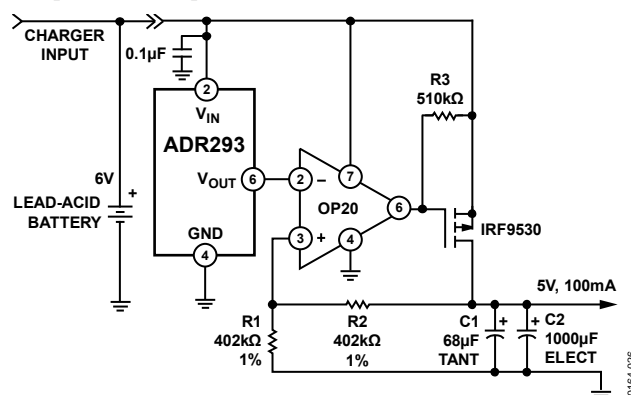 CHARGER
INPUT
0.1µF
R3
510kΩ
2
VIN
ADR293
VOUT
6
2
–
7
OP20
6
3
+
4
6V
+
LEAD-ACID
BATTERY
GND
4
IRF9530
5V, 100mA
R1
402kΩ
1%
R2
402kΩ
1%
C1
68µF
TANT
+
+
C2
1000µF
ELECT